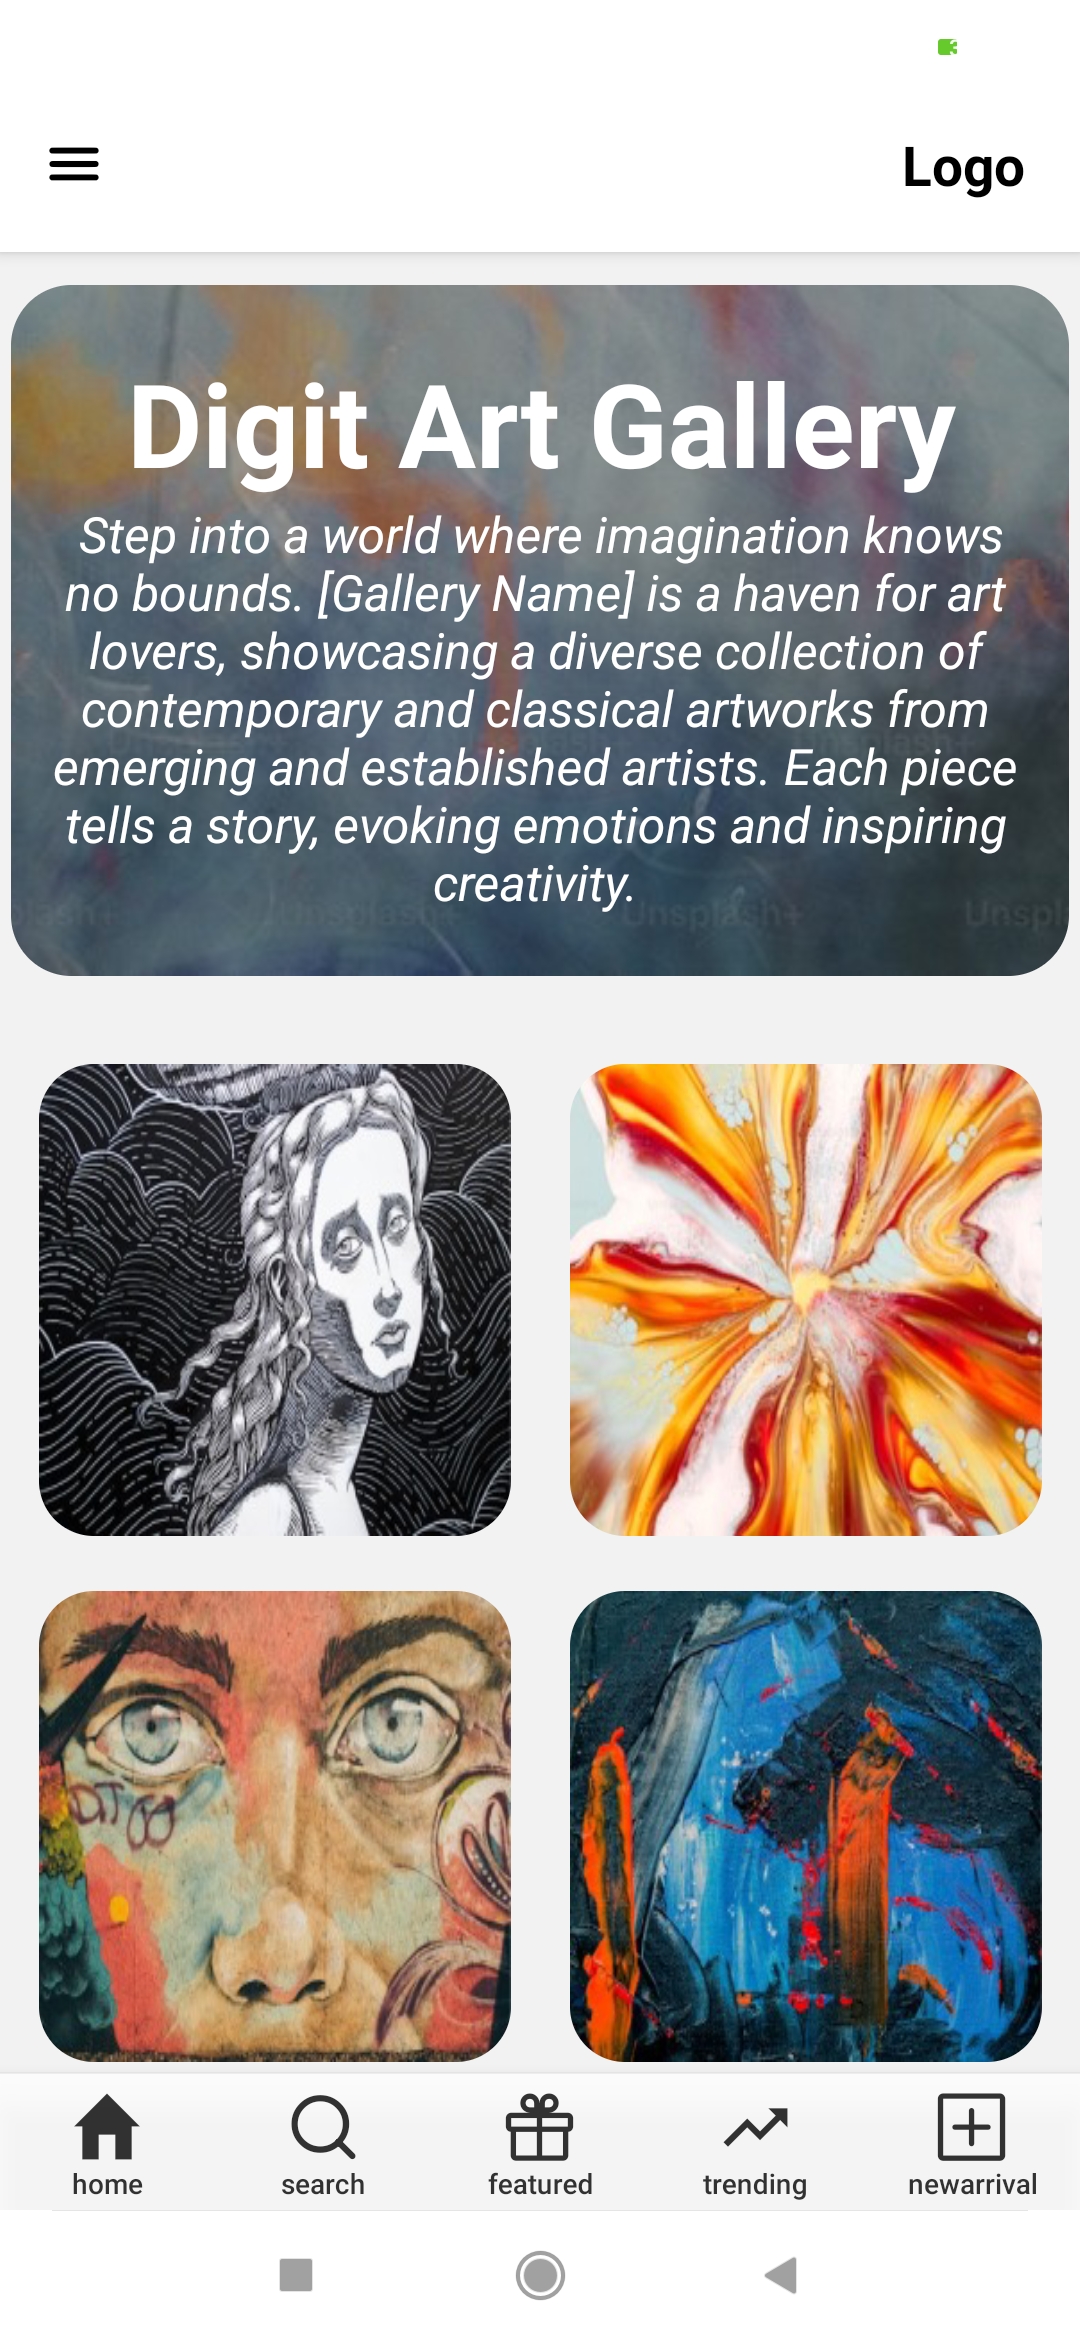 Logo
Digit Art Gallery
Step into a world where imagination knows
no bounds. [Gallery Name] is a haven for art
lovers, showcasing a diverse collection of
contemporary and classical artworks from
emerging and established artists. Each piece
tells a story, evoking emotions and inspiring
creativity.
Unsplash+
Unsplash+
home
search
featured
trending
newarrival